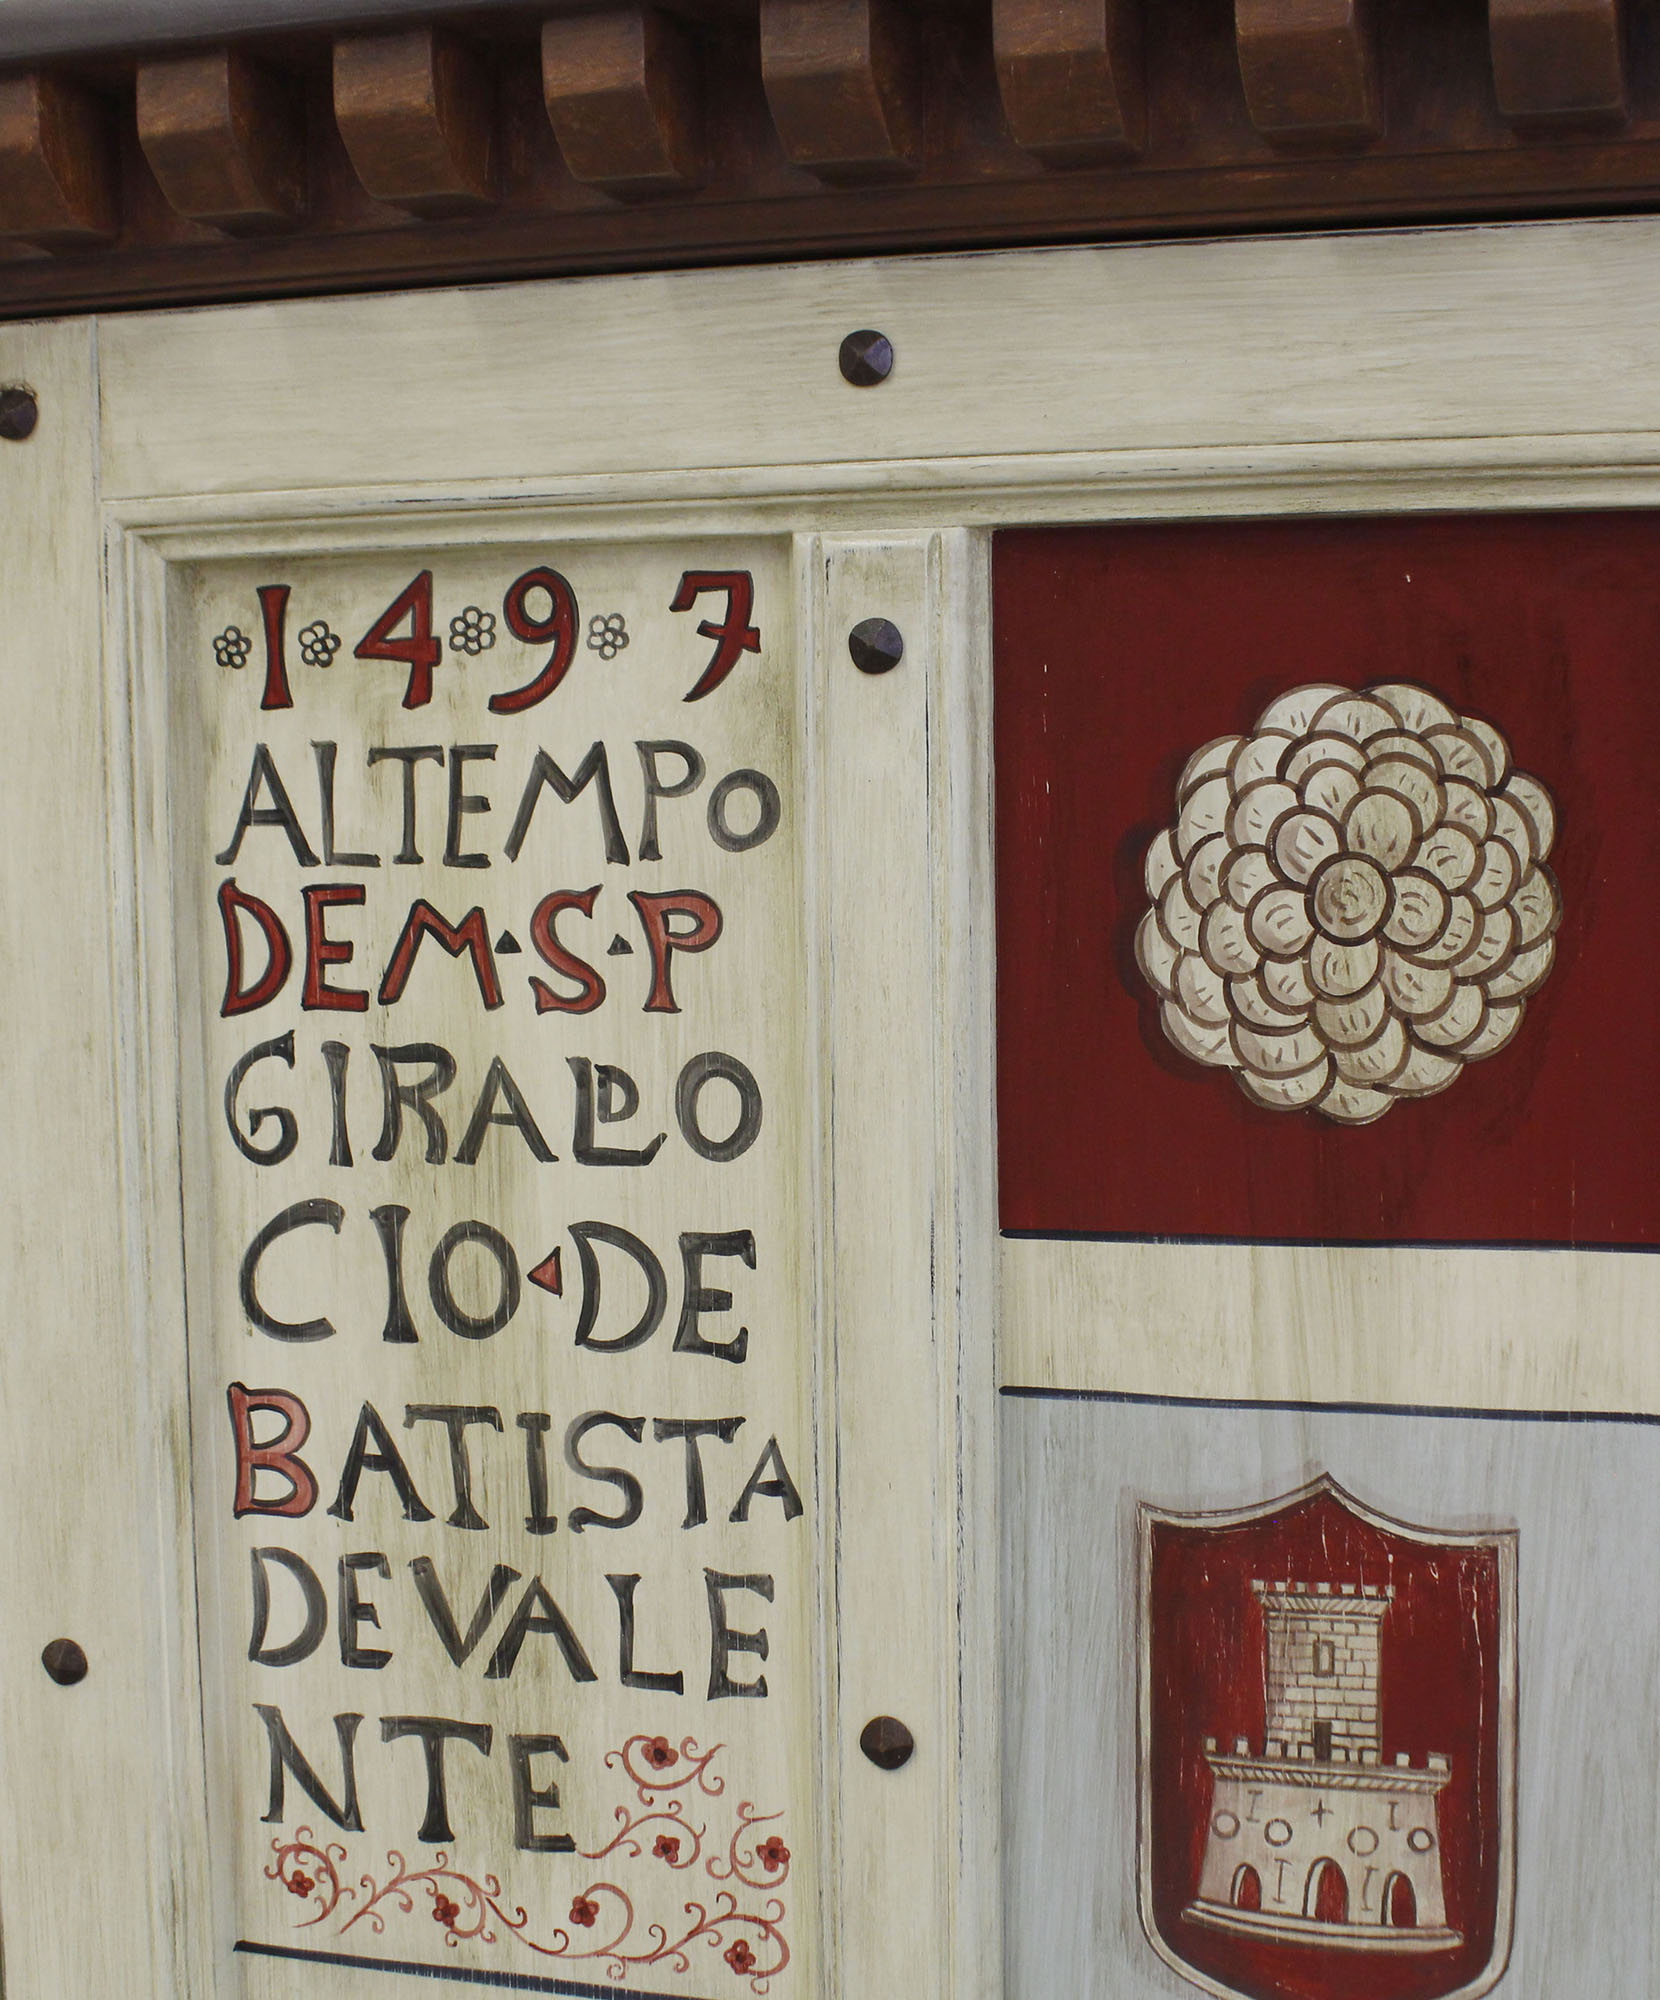 1497
ALTEMPO
DEM·S·P
GIRALDO
CIO·DE
BATISTA
DEVALE
NTE